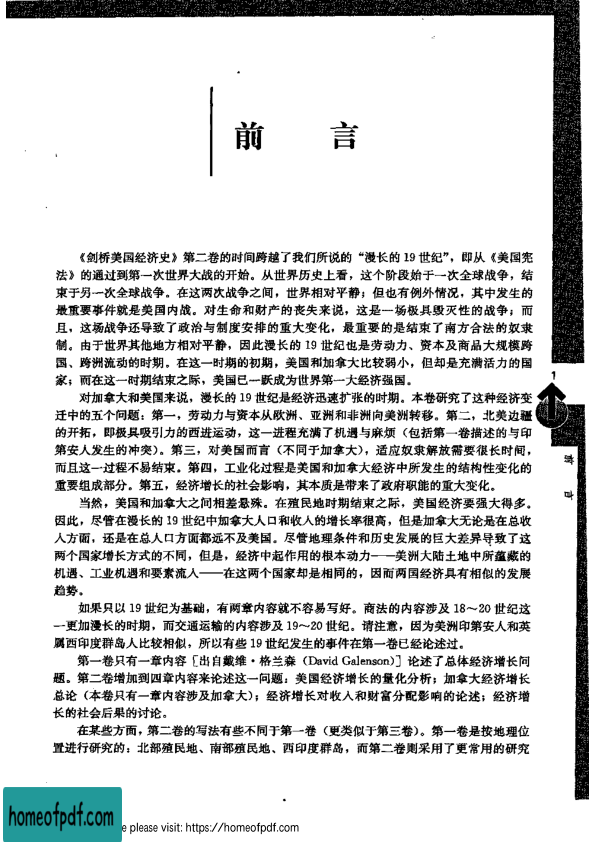 前 言
《剑桥美国经济史》第二卷的时间跨越了我们所说的“漫长的19世纪”，即从《美国宪
法》的通过到第一次世界大战的开始。从世界历史上看，这个阶段始于一次全球战争，结
束于另一次全球战争。在这两次战争之间，世界相对平静；但也有例外情况，其中发生的
最重要事件就是美国内战。对生命和财产的丧失来说，这是一场极具毁灭性的战争；而
且，这场战争还导致了政治与制度安排的重大变化，最重要的是结束了南方合法的奴隶
制。由于世界其他地方相对平静，因此漫长的19世纪也是劳动力、资本及商品大规模跨
国、跨洲流动的时期。在这一时期的初期，美国和加拿大比较弱小，但却是充满活力的国
家；而在这一时期结束之际，美国已一跃成为世界第一大经济强国。
对加拿大和美国来说，漫长的19世纪是经济迅速扩张的时期。本卷研究了这种经济变
迁中的五个问题：第一，劳动力与资本从欧洲、亚洲和非洲向美洲转移。第二，北美边疆
的开拓，即极具吸引力的西进运动，这一进程充满了机遇与麻烦（包括第一卷描述的与印
第安人发生的冲突）。第三，对美国而言（不同于加拿大），适应奴隶解放需要很长时间，
而且这一过程不易结束。第四，工业化过程是美国和加拿大经济中所发生的结构性变化的
重要组成部分。第五，经济增长的社会影响，其本质是带来了政府职能的重大变化。
当然，美国和加拿大之间相差悬殊。在殖民地时期结束之际，美国经济要强大得多。
因此，尽管在漫长的19世纪中加拿大人口和收入的增长率很高，但是加拿大无论是在总收
入方面，还是在总人口方面都远不及美国。尽管地理条件和历史发展的巨大差异导致了这
两个国家增长方式的不同，但是，经济中起作用的根本动力——美洲大陆土地中所蕴藏的
机遇、工业机遇和要素流入——在这两个国家却是相同的，因而两国经济具有相似的发展
趋势。
如果只以19世纪为基础，有两章内容就不容易写好。商法的内容涉及18～20世纪这
一更加漫长的时期，而交通运输的内容涉及19～20世纪。请注意，因为美洲印第安人和英
属西印度群岛人比较相似，所以有些19世纪发生的事件在第一卷已经论述过。
第一卷只有一章内容［出自戴维·格兰森（David Galenson）］论述了总体经济增长问
题。第二卷增加到四章内容来论述这一问题：美国经济增长的量化分析；加拿大经济增长
总论（本卷只有一章内容涉及加拿大）；经济增长对收入和财富分配影响的论述；经济增
长的社会后果的讨论。
在某些方面，第二卷的写法有些不同于第一卷（更类似于第三卷）。第一卷是按地理位
置进行研究的：北部殖民地、南部殖民地、西印度群岛，而第二卷则采用了更常用的研究
1
前
言
homeofpdf.com
e please visit: https://homeofpdf.com